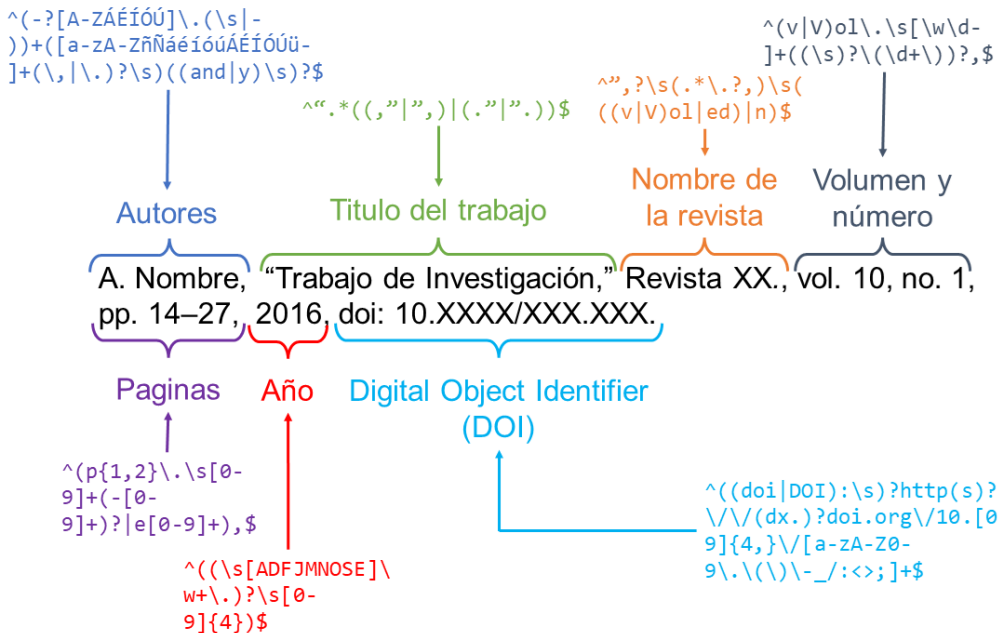 ^(-?[A-ZÁÉÍÓÚ]\.(\s|-
))+([a-zA-ZñÑáéíóúÁÉÍÓÚü-
]+(\,|\.)?\s)((and|y)\s)?$
^“.*((,”|”,)|(.”|”.))$
^”,?\s(.*\.?,)\s(
((v|V)ol|ed)|n)$
^(v|V)ol\.\s[\w\d-
]+((\s)?\(\d+\))?,$
Autores
Titulo del trabajo
Nombre de
la revista
Volumen y
número
A. Nombre, “Trabajo de Investigación,” Revista XX., vol. 10, no. 1,
pp. 14–27, 2016, doi: 10.XXXX/XXX.XXX.
Paginas
Año
Digital Object Identifier
(DOI)
^(p{1,2}\.\s[0-
9]+(-[0-
9]+)?|e[0-9]+),$
^((\s[ADFJMNOSE]\
w+\.)?\s[0-
9]{4})$
^((doi|DOI):\s)?http(s)?
\/\/(dx.)?doi.org\/10.[0
9]{4,}\/[a-zA-Z0-
9\.\(\)\-_/:<>;]+$